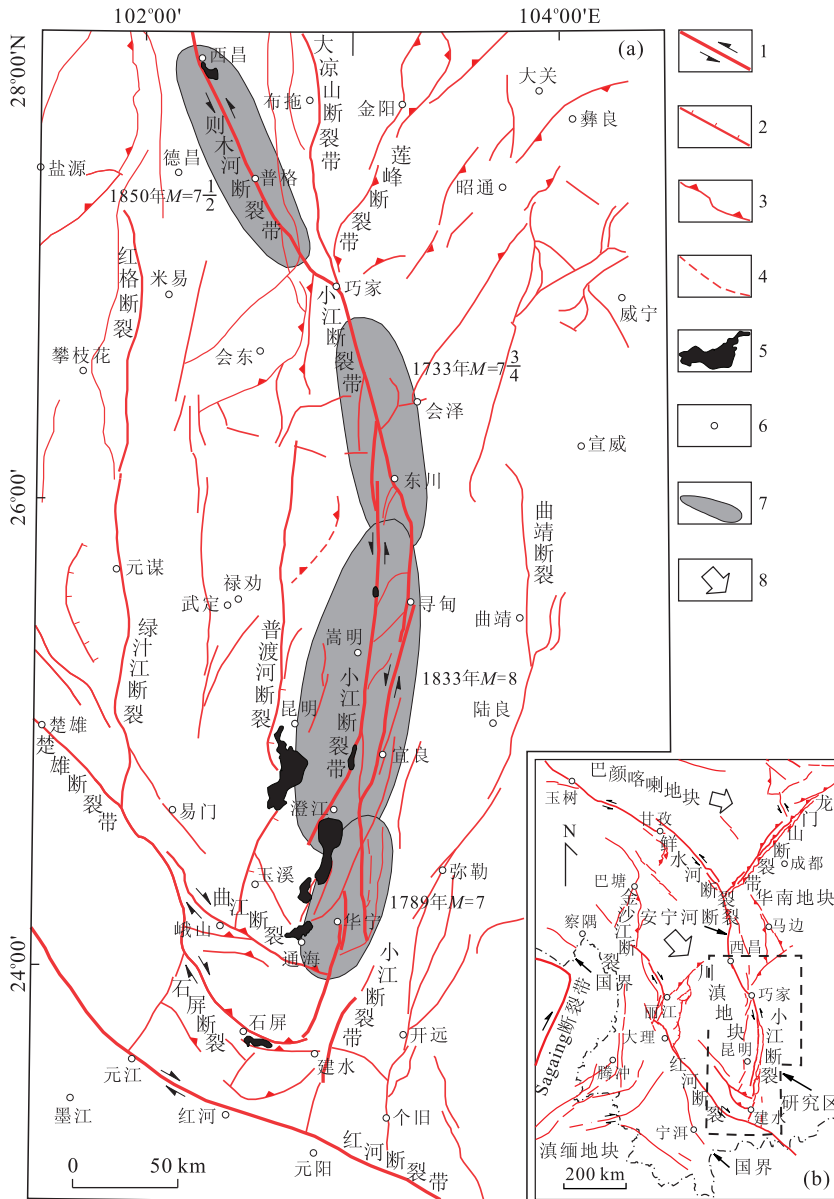 102°00'
104°00'E
28°00'N
26°00'
24°00'
(a)
西昌
大凉山断裂带
布拖
金阳
大关
彝良
盐源
德昌
则木河断裂带
普格
莲峰断裂带
昭通
1850年M=7 1/2
红格断裂
米易
小江断裂带
巧家
威宁
攀枝花
会东
1733年M=7 3/4
会泽
宣威
东川
曲靖断裂
元谋
禄劝
武定
寻甸
曲靖
绿汁江断裂
普渡河断裂
嵩明
小江断裂带
1833年M=8
昆明
陆良
楚雄
楚雄断裂带
宜良
易门
澄江
玉溪
弥勒
曲江断裂
1789年M=7
峨山
华宁
通海
小江断裂带
石屏断裂
石屏
开远
建水
元江
墨江
红河
个旧
元阳
红河断裂带
0
50 km
1
2
3
4
5
6
7
8
巴颜喀喇地块
玉树
甘孜
龙门山断裂带
鲜水河断裂
成都
N
巴塘
华南地块
金沙江断裂
安宁河断裂
马边
察隅
西昌
国界
滇地块
巧家
丽江
小江断裂
Sagaing断裂带
大理
昆明
腾冲
红河断裂
研究区
建水
宁洱
滇缅地块
国界
200 km
(b)